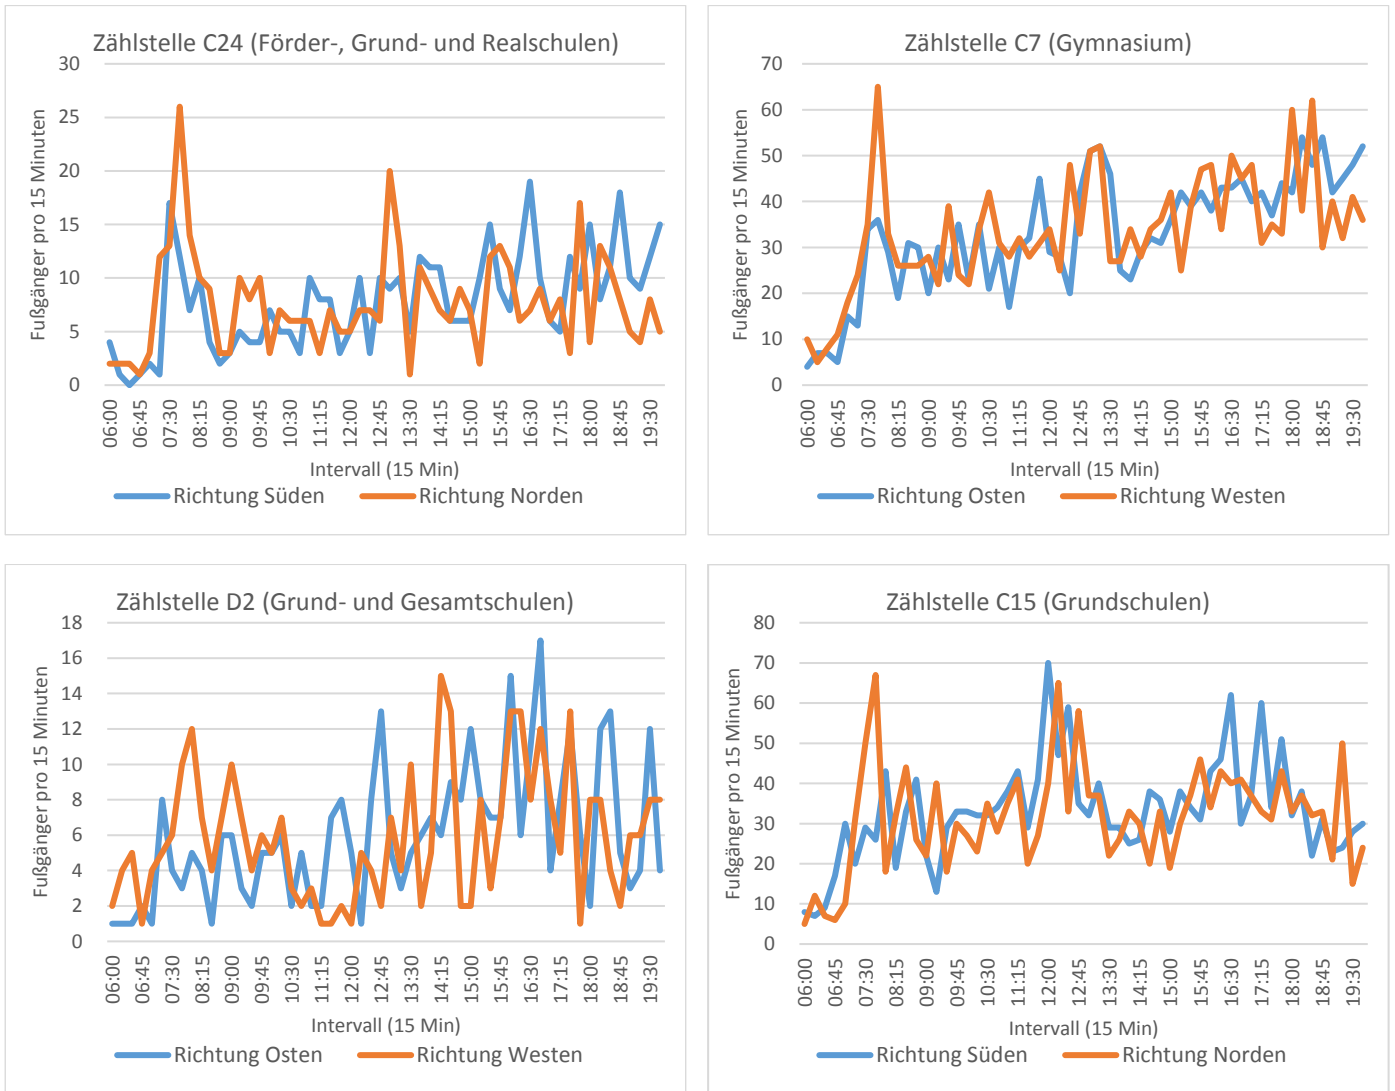 Zählstelle C24 (Förder-, Grund- und Realschulen)
Fußgänger pro 15 Minuten
30
25
20
15
10
5
0
06:00 06:45 07:30 08:15 09:00 09:45 10:30 11:15 12:00 12:45 13:30 14:15 15:00 15:45 16:30 17:15 18:00 18:45 19:30
Intervall (15 Min)
Richtung Süden Richtung Norden
Zählstelle C7 (Gymnasium)
Fußgänger pro 15 Minuten
70
60
50
40
30
20
10
0
06:00 06:45 07:30 08:15 09:00 09:45 10:30 11:15 12:00 12:45 13:30 14:15 15:00 15:45 16:30 17:15 18:00 18:45 19:30
Intervall (15 Min)
Richtung Osten Richtung Westen
Zählstelle D2 (Grund- und Gesamtschulen)
Fußgänger pro 15 Minuten
18
16
14
12
10
8
6
4
2
0
06:00 06:45 07:30 08:15 09:00 09:45 10:30 11:15 12:00 12:45 13:30 14:15 15:00 15:45 16:30 17:15 18:00 18:45 19:30
Intervall (15 Min)
Richtung Osten Richtung Westen
Zählstelle C15 (Grundschulen)
Fußgänger pro 15 Minuten
80
70
60
50
40
30
20
10
0
06:00 06:45 07:30 08:15 09:00 09:45 10:30 11:15 12:00 12:45 13:30 14:15 15:00 15:45 16:30 17:15 18:00 18:45 19:30
Intervall (15 Min)
Richtung Süden Richtung Norden